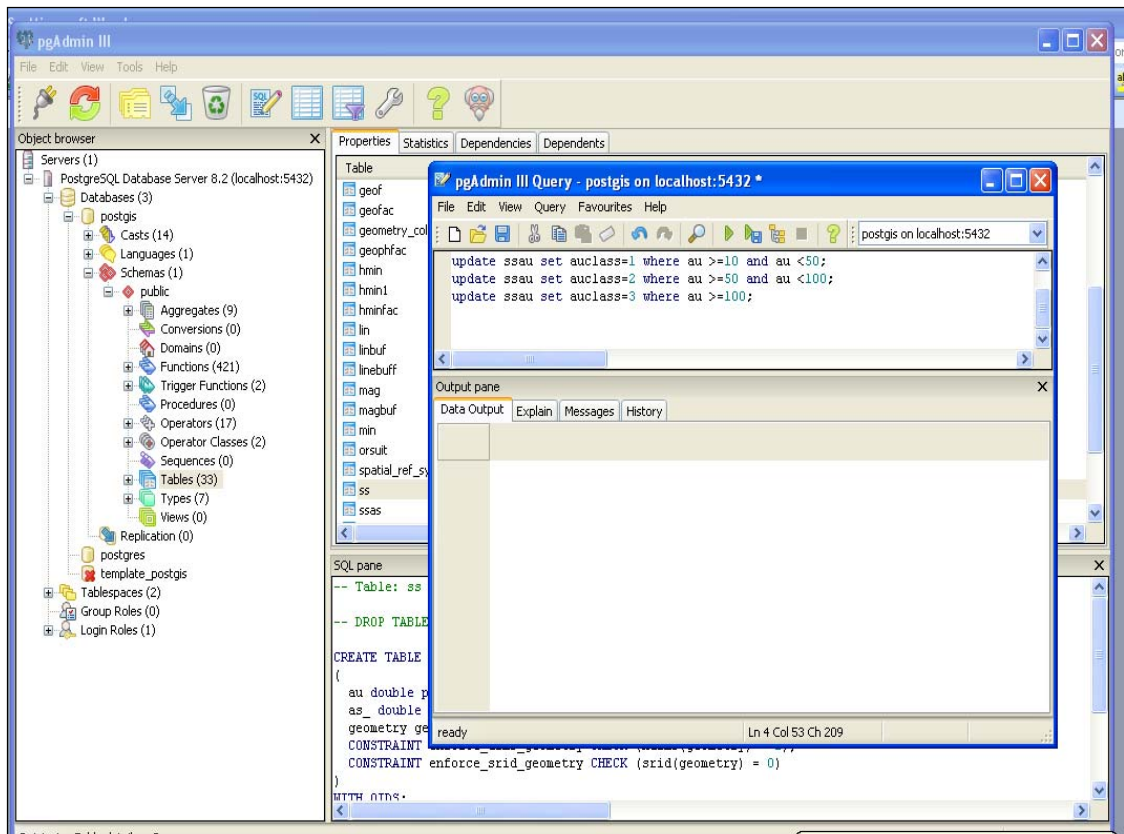 pgAdmin III
File Edit View Tools Help
Object browser
Servers (1)
PostgreSQL Database Server 8.2 (localhost:5432)
Databases (3)
postgis
Casts (14)
Languages (1)
Schemas (1)
public
Aggregates (9)
Conversions (0)
Domains (0)
Functions (421)
Trigger Functions (2)
Procedures (0)
Operators (17)
Operator Classes (2)
Sequences (0)
Tables (33)
Types (7)
Views (0)
Replication (0)
postgres
template_postgis
Tablespaces (2)
Group Roles (0)
Login Roles (1)
Properties Statistics Dependencies Dependents
Table
geof
geofac
geometry_col
geophfac
hmin
hmin1
hminfac
lin
linbuf
linebuff
mag
magbuf
min
orsuit
spatial_ref_sy
ss
ssas
pgAdmin III Query - postgis on localhost:5432 *
File Edit View Query Favourites Help
postgis on localhost:5432
update ssau set auclass=1 where au >=10 and au <50;
update ssau set auclass=2 where au >=50 and au <100;
update ssau set auclass=3 where au >=100;
Output pane
Data Output Explain Messages History
ready Ln 4 Col 53 Ch 209
SQL pane
-- Table: ss
-- DROP TABLE
CREATE TABLE
(
au double p
as_ double
geometry ge
CONSTRAINT
CONSTRAINT enforce_srid_geometry CHECK (srid(geometry) = 0)
)
WITH OIDS;